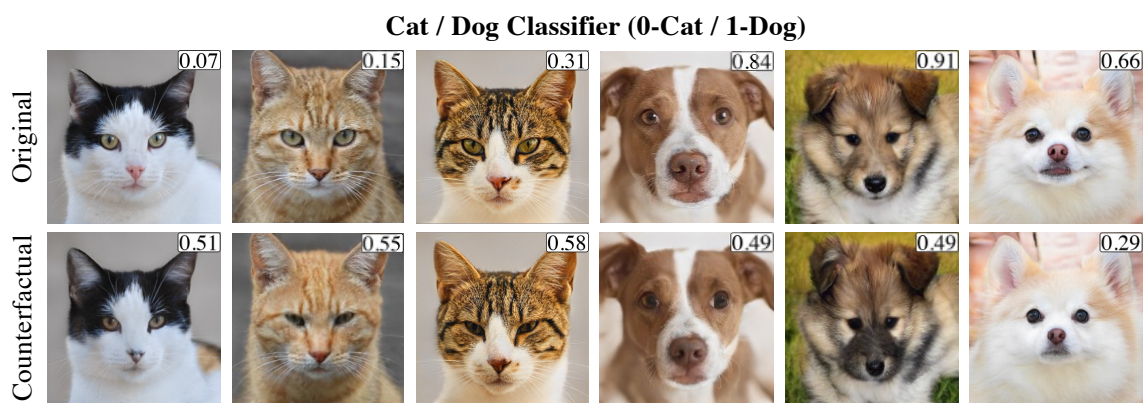 Cat / Dog Classifier (0-Cat / 1-Dog)
Original
0.07 0.15 0.31 0.84 0.91 0.66
Counterfactual
0.51 0.55 0.58 0.49 0.49 0.29